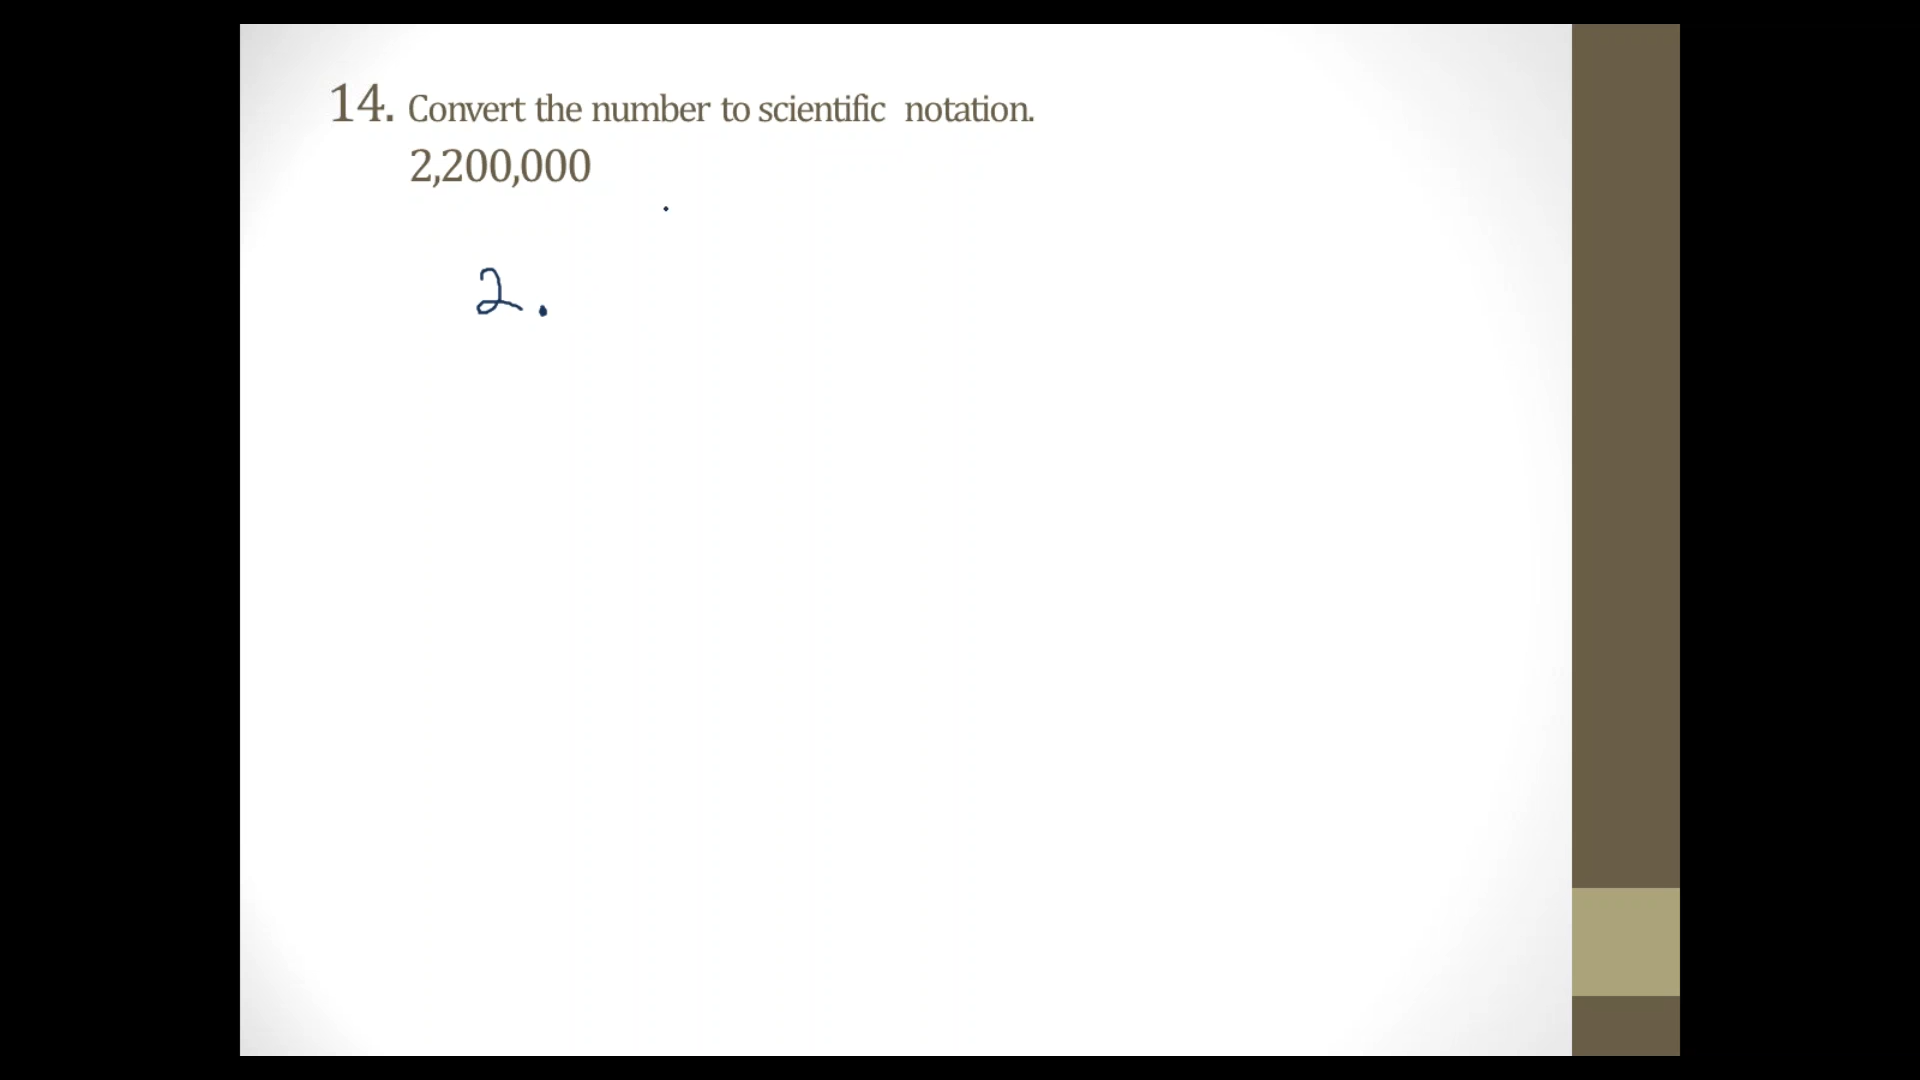 14. Convert the number to scientific notation.
2,200,000
2.